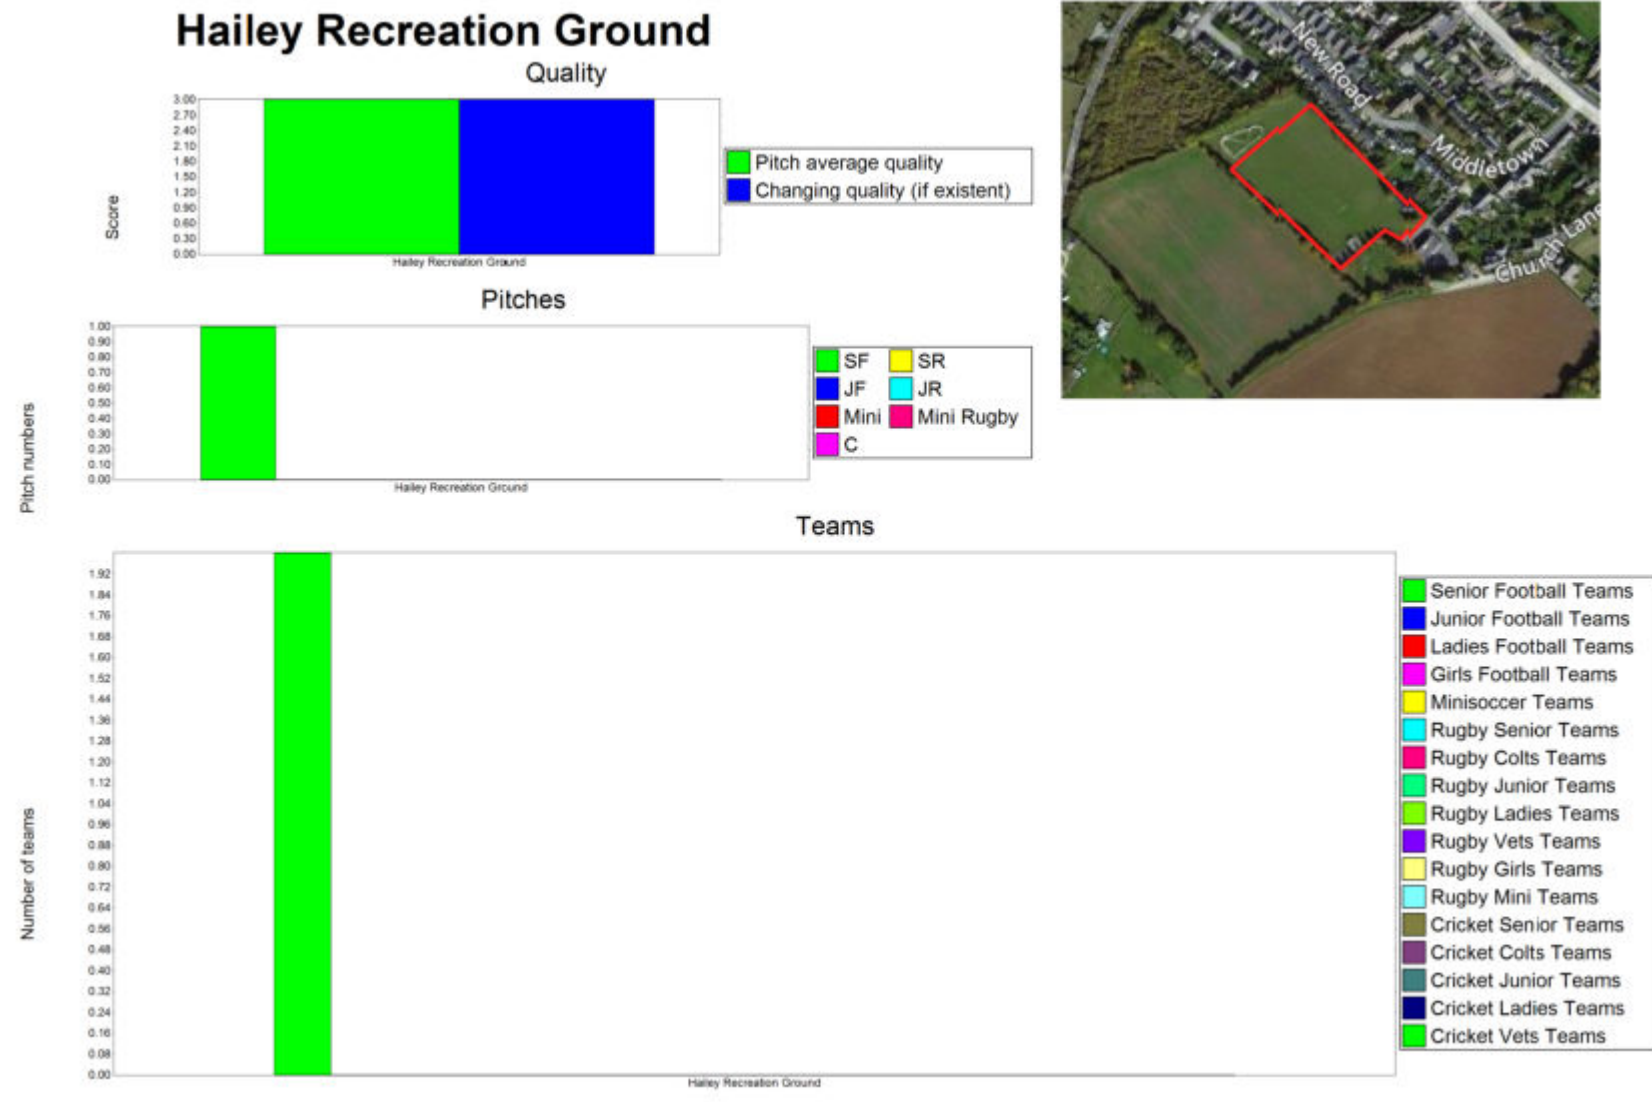 Hailey Recreation Ground
Quality
3.00
2.70
2.40
2.10
1.80
1.50
1.20
0.90
0.60
0.30
0.00
Score
Hailey Recreation Ground
Pitch average quality
Changing quality (if existent)
New Road
Middletown
Church Lane
Pitches
1.00
0.90
0.80
0.70
0.60
0.50
0.40
0.30
0.20
0.10
0.00
Pitch numbers
Hailey Recreation Ground
SF SR
JF JR
Mini Mini Rugby
C
Teams
1.92
1.84
1.76
1.68
1.60
1.52
1.44
1.36
1.28
1.20
1.12
1.04
0.96
0.88
0.80
0.72
0.64
0.56
0.48
0.40
0.32
0.24
0.16
0.08
0.00
Number of teams
Hailey Recreation Ground
Senior Football Teams
Junior Football Teams
Ladies Football Teams
Girls Football Teams
Minisoccer Teams
Rugby Senior Teams
Rugby Colts Teams
Rugby Junior Teams
Rugby Ladies Teams
Rugby Vets Teams
Rugby Girls Teams
Rugby Mini Teams
Cricket Senior Teams
Cricket Colts Teams
Cricket Junior Teams
Cricket Ladies Teams
Cricket Vets Teams